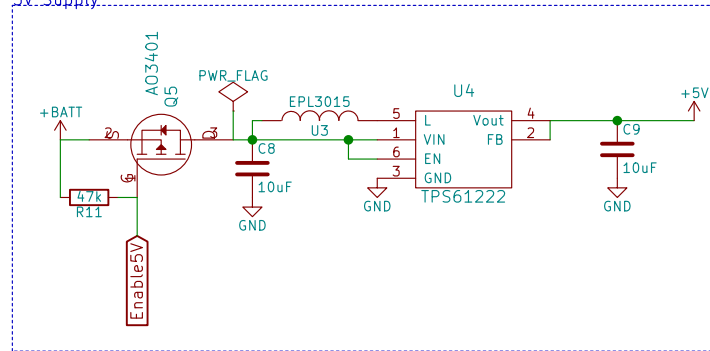 5V Supply
AO3401
Q5
PWR_FLAG
+BATT
2
S
D
3
G
1
47k
R11
Enable5V
EPL3015
U3
C8
10uF
GND
U4
5 L
1 VIN
6 EN
3 GND
Vout 4
FB 2
TPS61222
GND
+5V
C9
10uF
GND